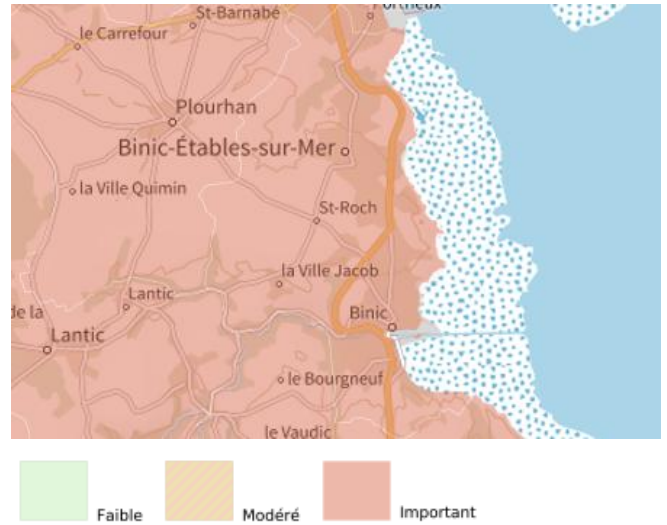 St-Barnabé
le Carrefour
Plourhan
Binic-Étables-sur-Mer
la Ville Quimin
St-Roch
la Ville Jacob
Lantic
de la
Binic
Lantic
le Bourgneuf
le Vaudic
Faible
Modéré
Important